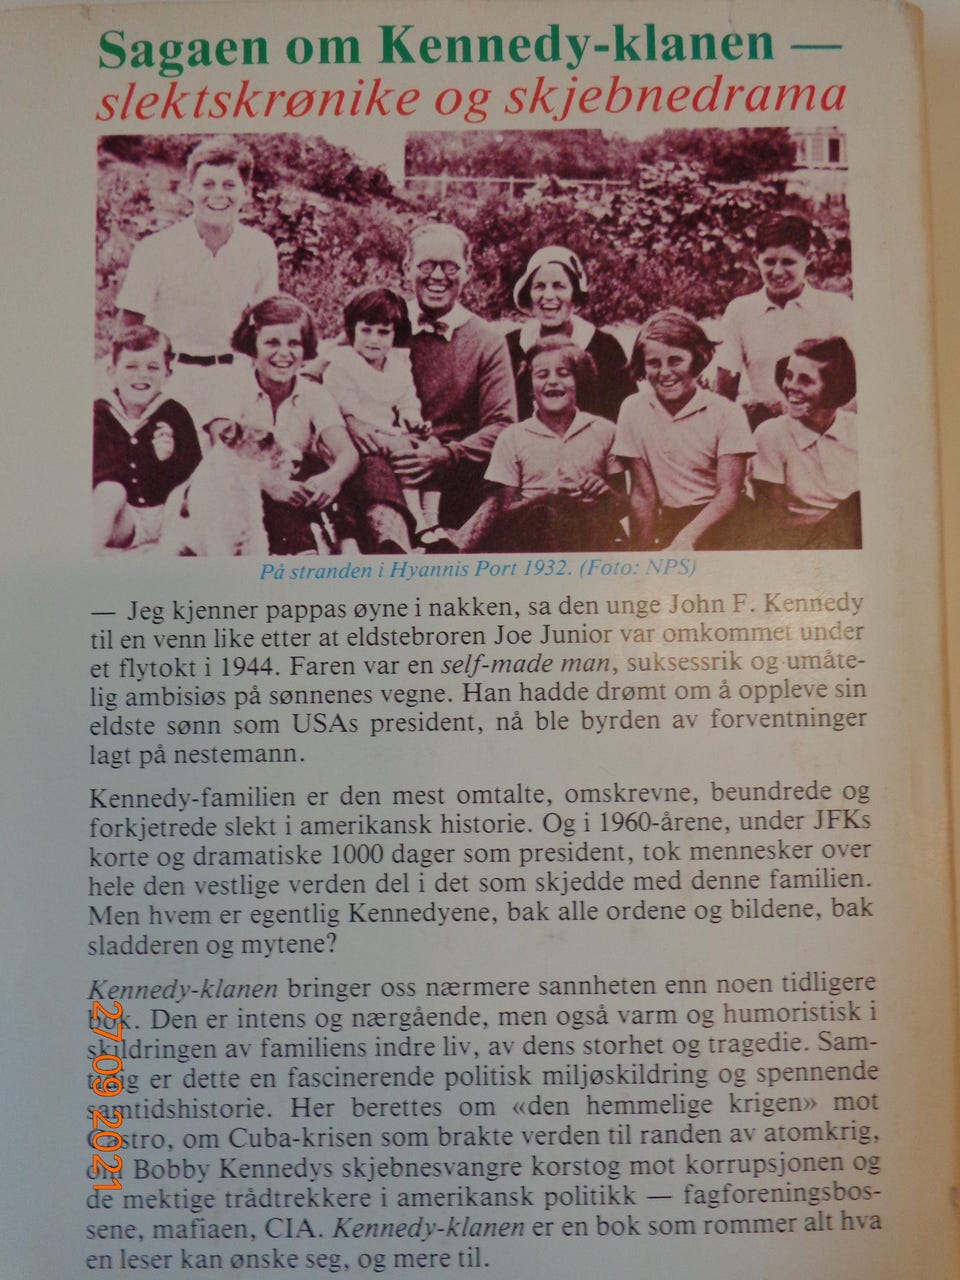 Sagaen om Kennedy-klanen —
slektskrønike og skjebnedrama
På stranden i Hyannis Port 1932. (Foto: NPS)
— Jeg kjenner pappas øyne i nakken, sa den unge John F. Kennedy
til en venn like etter at eldstebroren Joe Junior var omkommet under
et flytokt i 1944. Faren var en self-made man, suksessrik og umåte-
lig ambisiøs på sønnenes vegne. Han hadde drømt om å oppleve sin
eldste sønn som USAs president, nå ble byrden av forventninger
lagt på nestemann.
Kennedy-familien er den mest omtalte, omskrevne, beundrede og
forkjetrede slekt i amerikansk historie. Og i 1960-årene, under JFKs
korte og dramatiske 1000 dager som president, tok mennesker over
hele den vestlige verden del i det som skjedde med denne familien.
Men hvem er egentlig Kennedyene, bak alle ordene og bildene, bak
sladderen og mytene?
Kennedy-klanen bringer oss nærmere sannheten enn noen tidligere
bok. Den er intens og nærgående, men også varm og humoristisk i
skildringen av familiens indre liv, av dens storhet og tragedie. Sam-
tidig er dette en fascinerende politisk miljøskildring og spennende
samtidshistorie. Her berettes om «den hemmelige krigen» mot
Castro, om Cuba-krisen som brakte verden til randen av atomkrig,
om Bobby Kennedys skjebnesvangre korstog mot korrupsjonen og
de mektige trådtrekkere i amerikansk politikk — fagforeningsbos-
sene, mafiaen, CIA. Kennedy-klanen er en bok som rommer alt hva
en leser kan ønske seg, og mere til.
27 09 2021